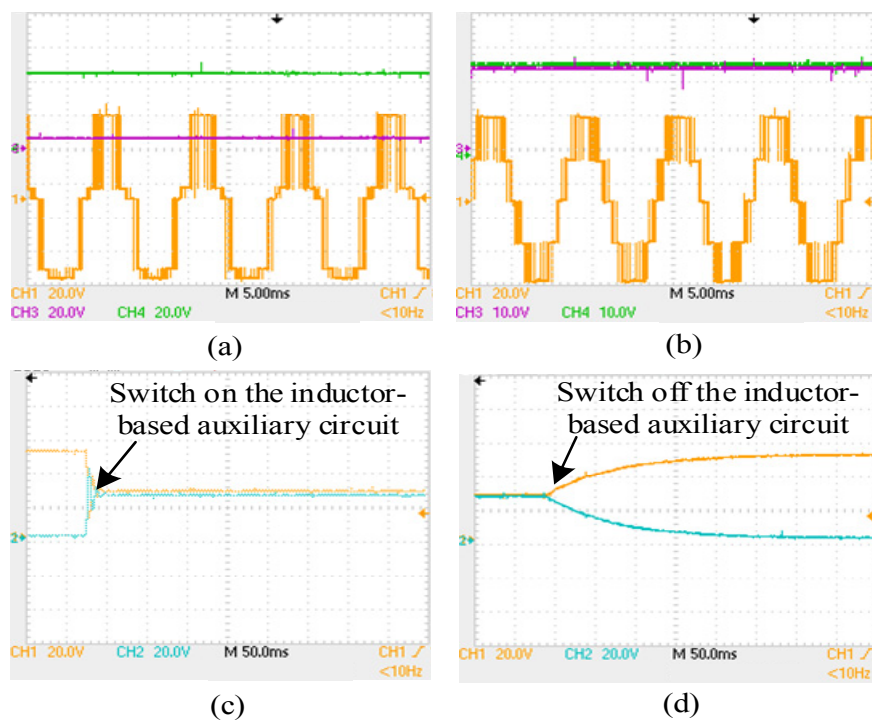 1
CH1 20.0V M 5.00ms CH1
CH3 20.0V CH4 20.0V <10Hz
(a)
3
4
1
CH1 20.0V M 5.00ms CH1
CH3 10.0V CH4 10.0V <10Hz
(b)
Switch on the inductor-
based auxiliary circuit
2
CH1 20.0V CH2 20.0V M 50.0ms CH1
<10Hz
(c)
Switch off the inductor-
based auxiliary circuit
2
CH1 20.0V CH2 20.0V M 50.0ms CH1
<10Hz
(d)